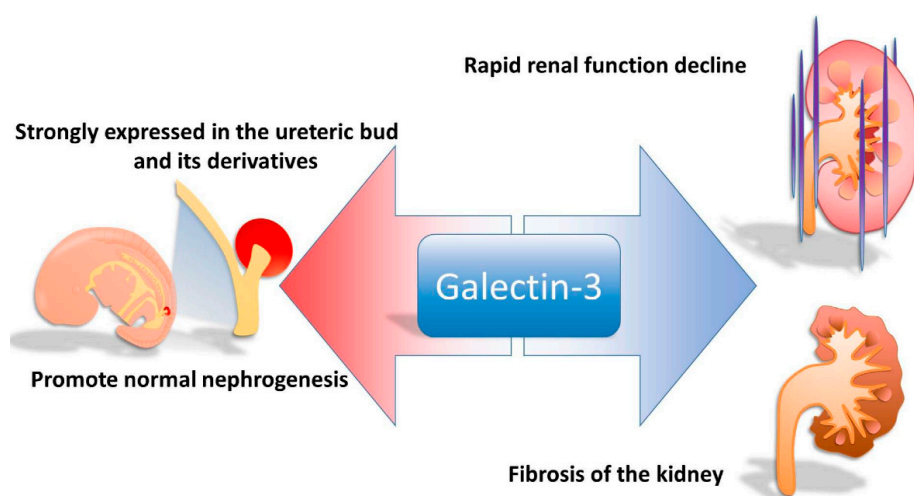 Rapid renal function decline
Strongly expressed in the ureteric bud
and its derivatives
Galectin-3
Promote normal nephrogenesis
Fibrosis of the kidney